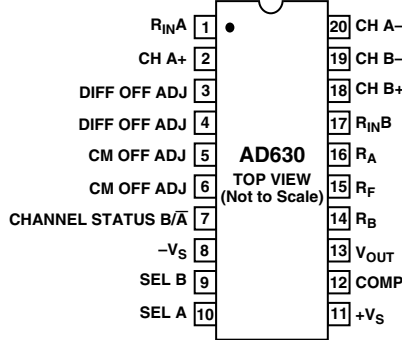 RINA 1
CH A+ 2
DIFF OFF ADJ 3
DIFF OFF ADJ 4
CM OFF ADJ 5
CM OFF ADJ 6
CHANNEL STATUS B/A̅ 7
–VS 8
SEL B 9
SEL A 10
AD630
TOP VIEW
(Not to Scale)
20 CH A–
19 CH B–
18 CH B+
17 RINB
16 RA
15 RF
14 RB
13 VOUT
12 COMP
11 +VS